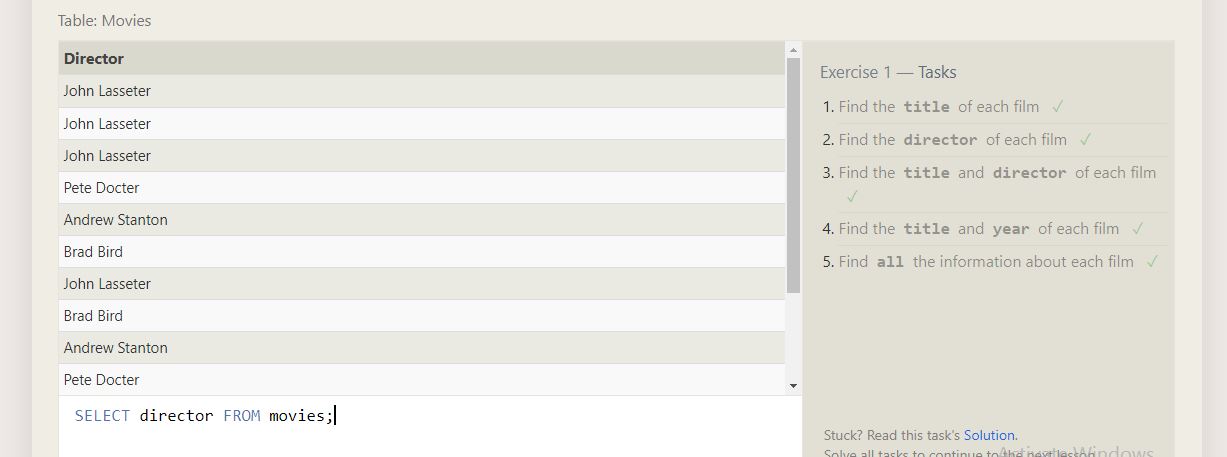 Table: Movies
Director
John Lasseter
John Lasseter
John Lasseter
Pete Docter
Andrew Stanton
Brad Bird
John Lasseter
Brad Bird
Andrew Stanton
Pete Docter
SELECT director FROM movies;
Exercise 1 — Tasks
1. Find the title of each film ✓
2. Find the director of each film ✓
3. Find the title and director of each film
✓
4. Find the title and year of each film ✓
5. Find all the information about each film ✓
Stuck? Read this task's Solution.
Solve all tasks to continue to the next lesson.
Activate Windows